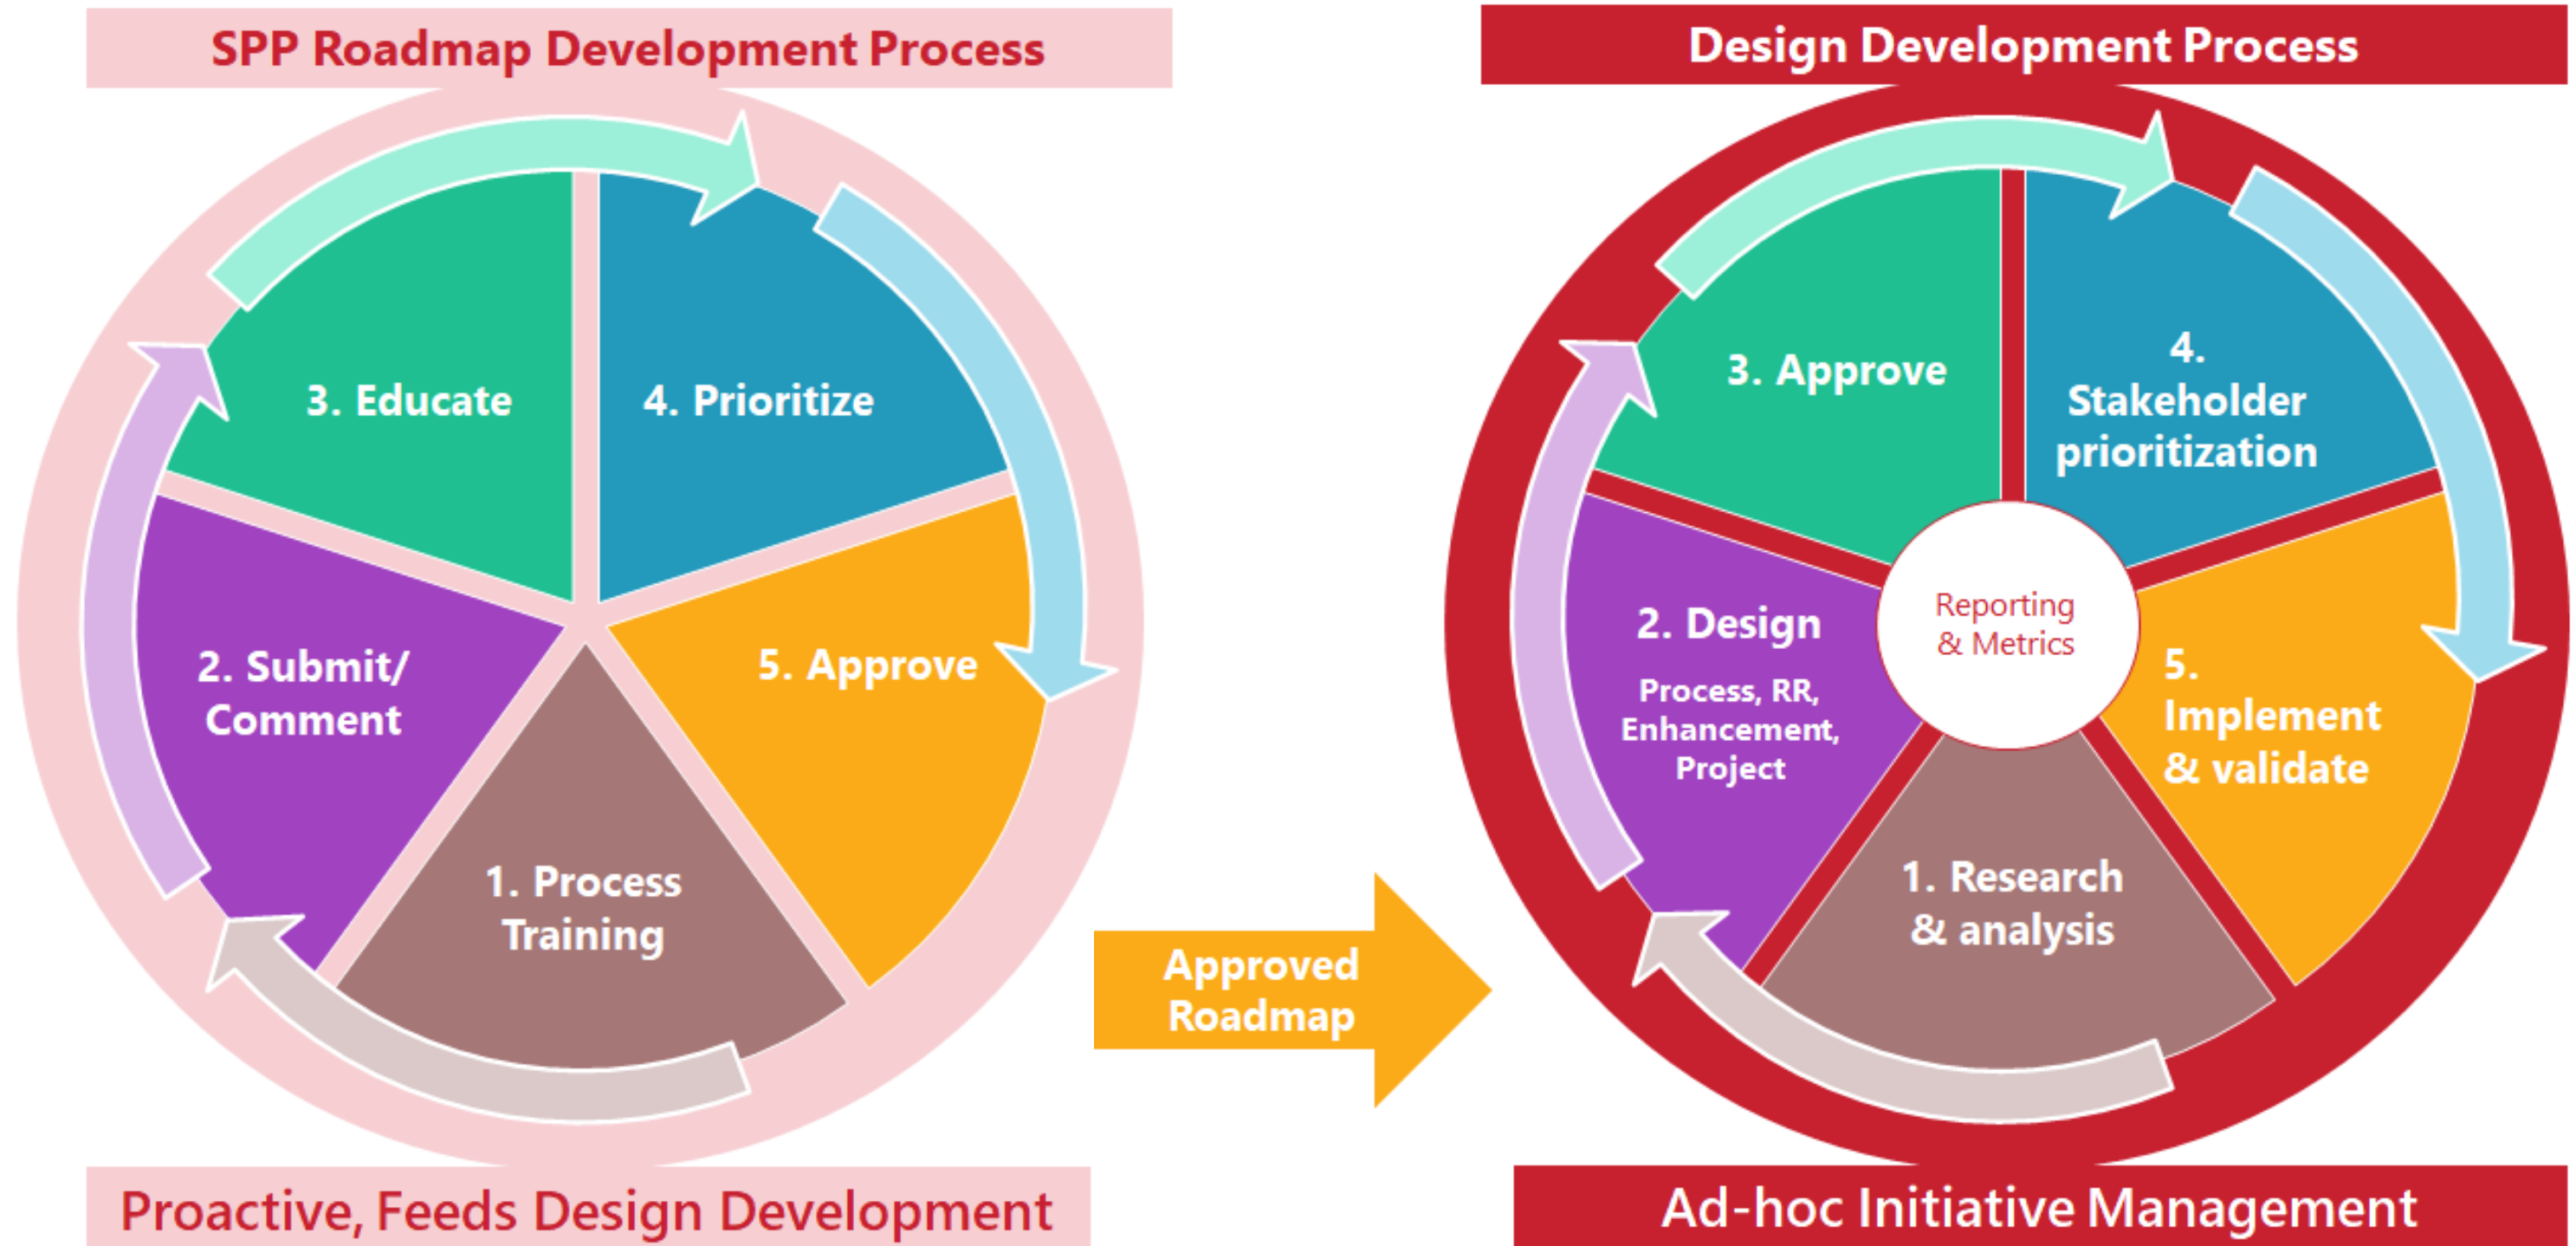 SPP Roadmap Development Process
3. Educate
4. Prioritize
2. Submit/
Comment
5. Approve
1. Process
Training
Proactive, Feeds Design Development
Approved
Roadmap
Design Development Process
3. Approve
4.
Stakeholder
prioritization
Reporting
& Metrics
2. Design
Process, RR,
Enhancement,
Project
5.
Implement
& validate
1. Research
& analysis
Ad-hoc Initiative Management